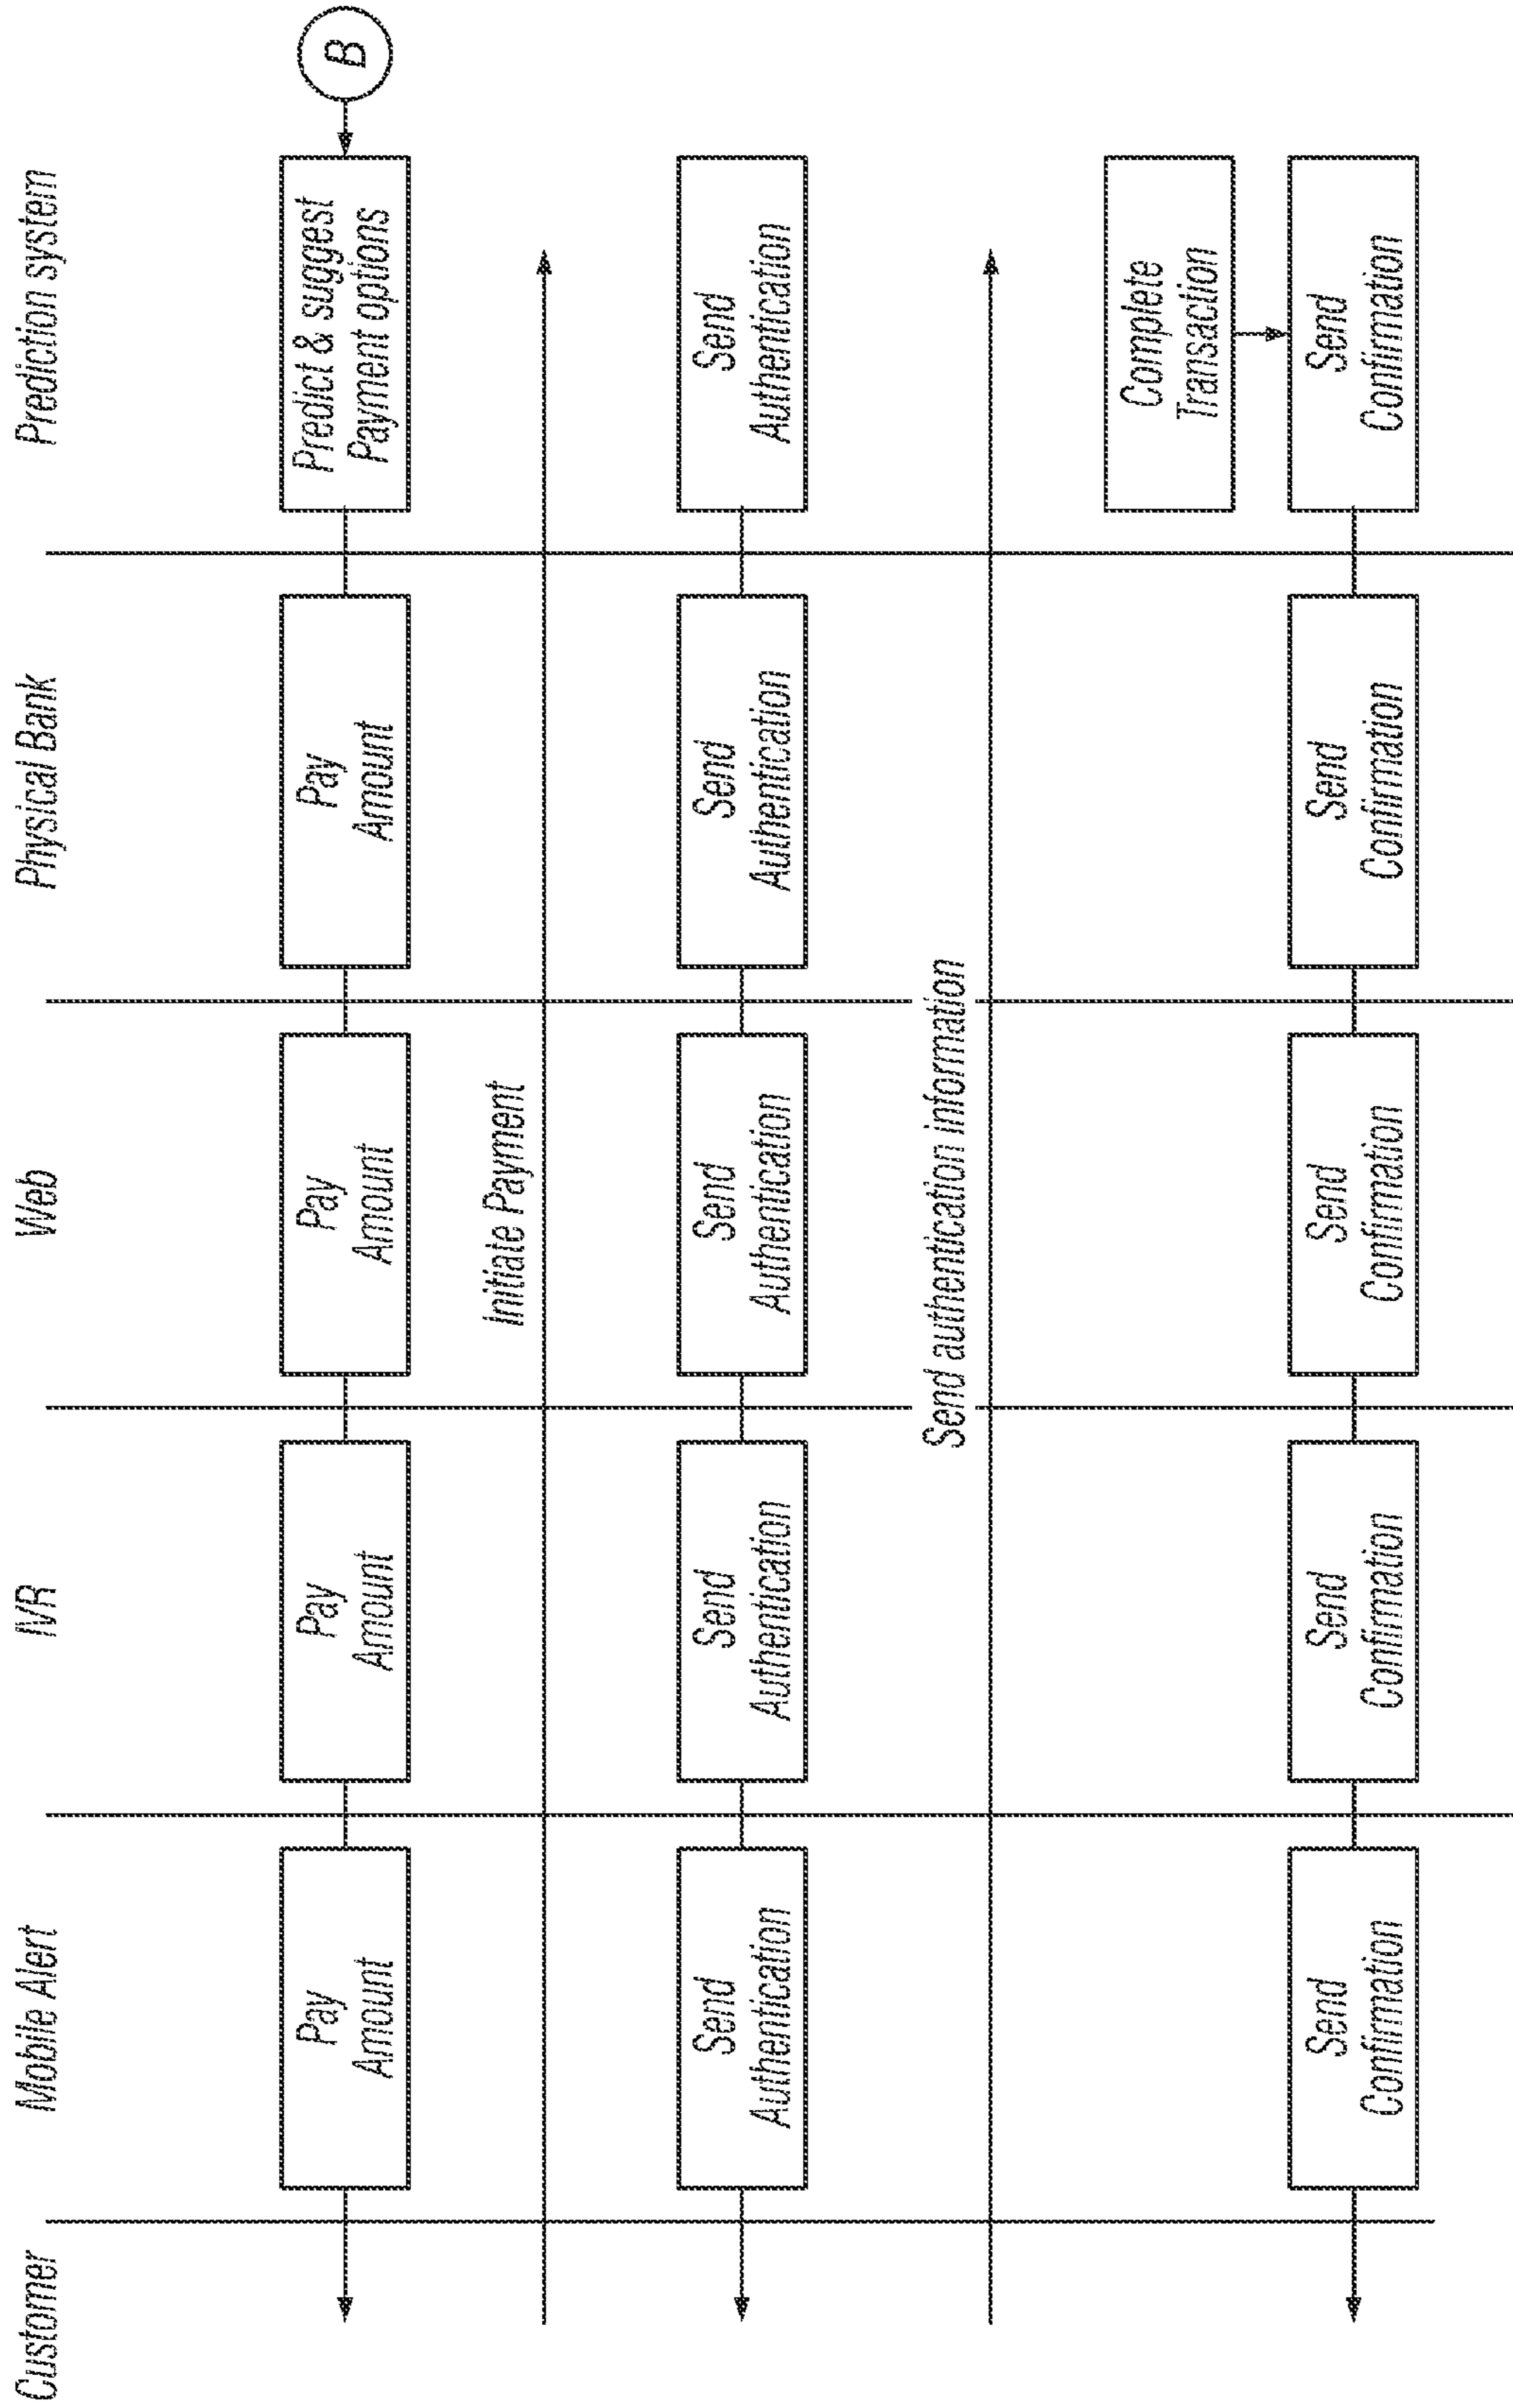 Customer
Mobile Alert
IVR
Web
Physical Bank
Prediction system
B
Pay
Amount
Pay
Amount
Pay
Amount
Pay
Amount
Predict & suggest
Payment options
Initiate Payment
Send
Authentication
Send
Authentication
Send
Authentication
Send
Authentication
Send
Authentication
Send authentication information
Complete
Transaction
Send
Confirmation
Send
Confirmation
Send
Confirmation
Send
Confirmation
Send
Confirmation